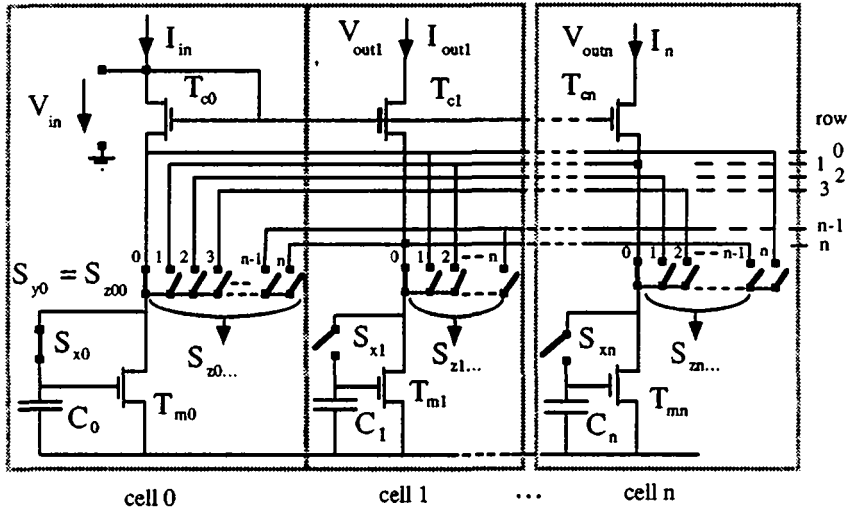 I_in V_out1 I_out1 V_outn I_n
V_in T_c0 T_c1 T_cn row
0
1
2
3
n-1
n
0 1 2 3 n-1 n
0 1 2 n
0 1 2 n-1 n
S_y0 = S_z00
S_x0 S_z0... S_x1 S_z1... S_xn S_zn...
T_m0 T_m1 T_mn
C_0 C_1 C_n
cell 0 cell 1 ... cell n